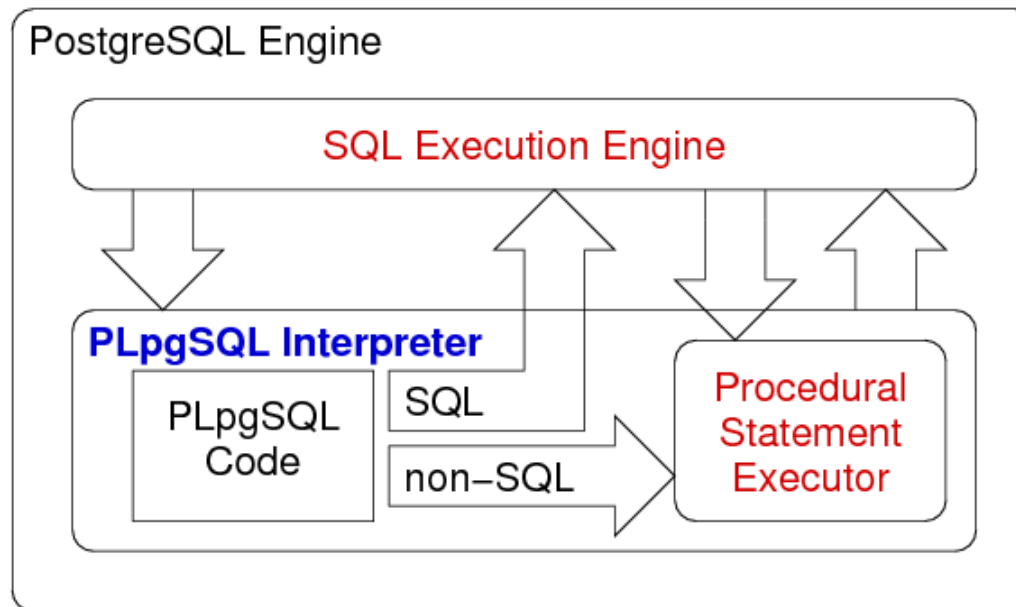 PostgreSQL Engine
SQL Execution Engine
PLpgSQL Interpreter
PLpgSQL
Code
SQL
non−SQL
Procedural
Statement
Executor